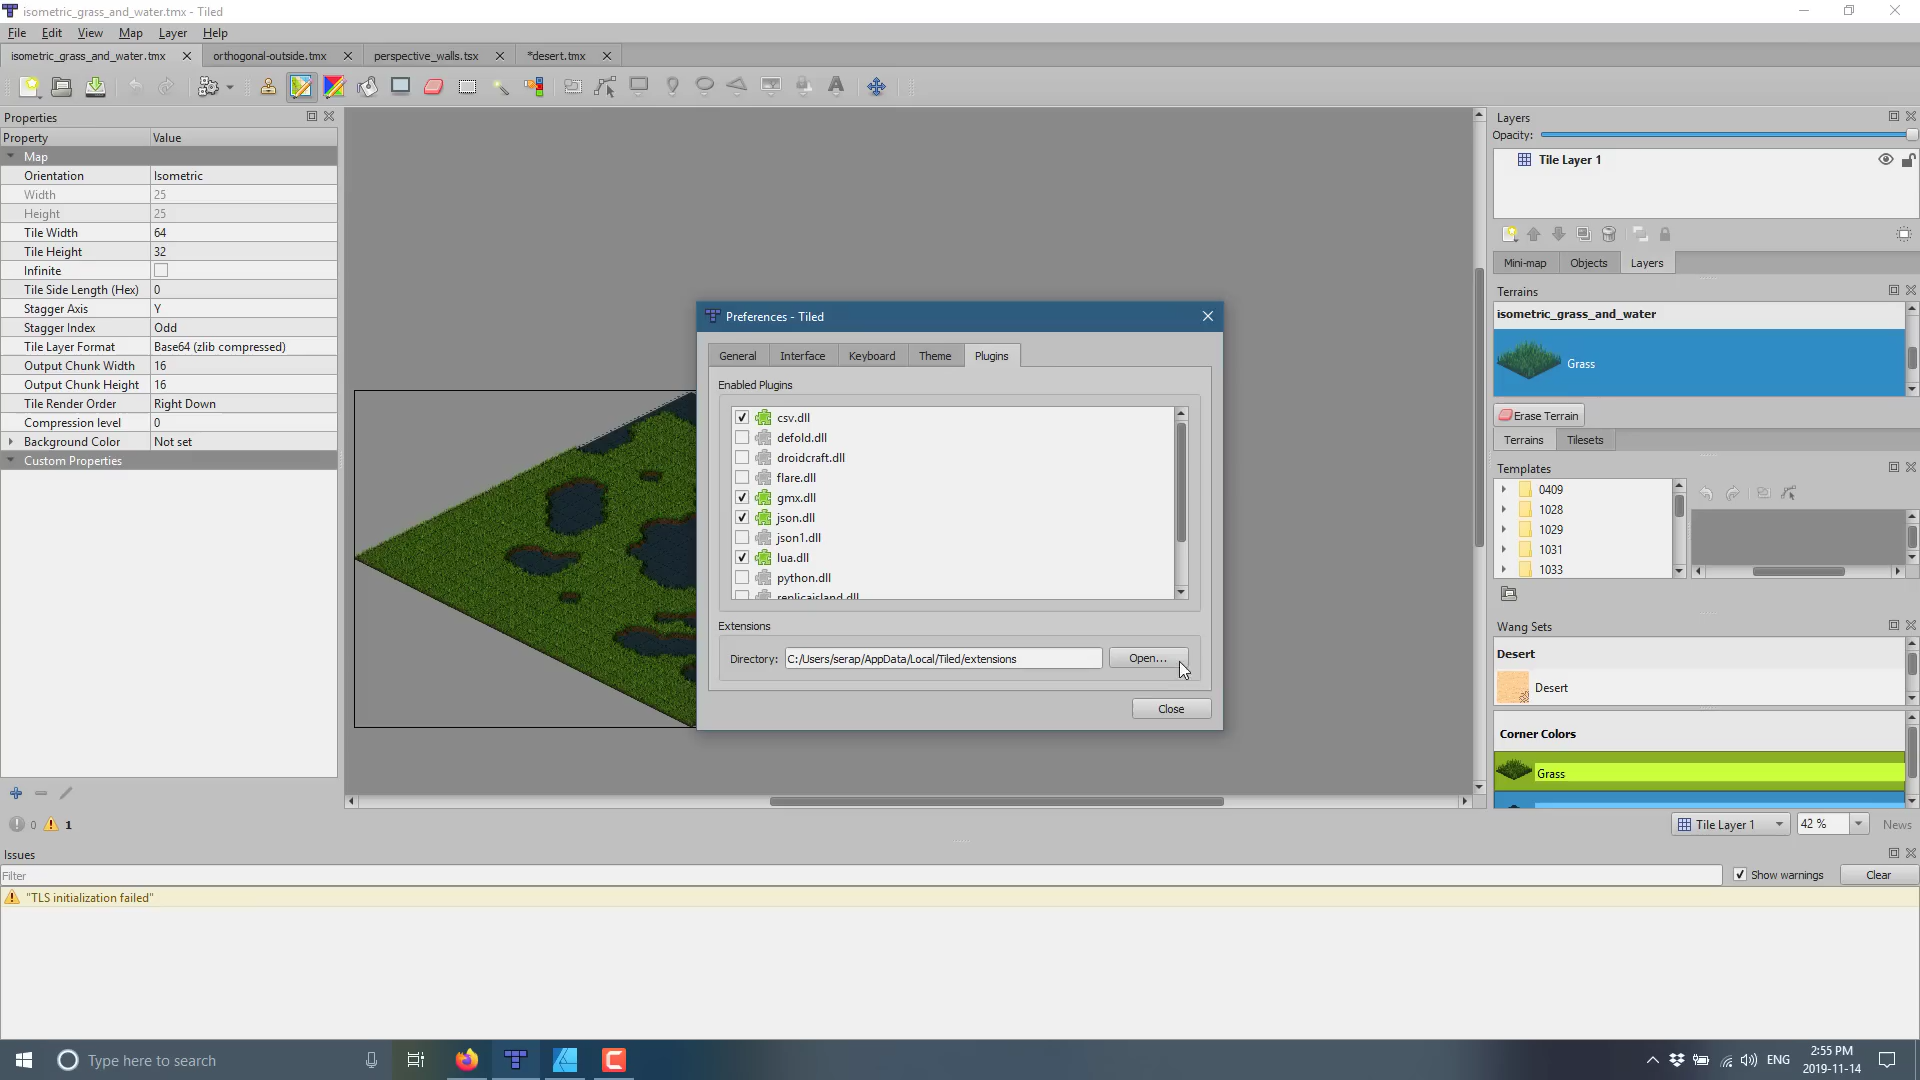 isometric_grass_and_water.tmx - Tiled
File Edit View Map Layer Help
isometric_grass_and_water.tmx orthogonal-outside.tmx perspective_walls.tsx *desert.tmx
Properties
Property Value
Map
Orientation Isometric
Width 25
Height 25
Tile Width 64
Tile Height 32
Infinite
Tile Side Length (Hex) 0
Stagger Axis Y
Stagger Index Odd
Tile Layer Format Base64 (zlib compressed)
Output Chunk Width 16
Output Chunk Height 16
Tile Render Order Right Down
Compression level 0
Background Color Not set
Custom Properties
0 1
Preferences - Tiled
General Interface Keyboard Theme Plugins
Enabled Plugins
csv.dll
defold.dll
droidcraft.dll
flare.dll
gmx.dll
json.dll
json1.dll
lua.dll
python.dll
replicaisland.dll
Extensions
Directory: C:/Users/serap/AppData/Local/Tiled/extensions Open...
Close
Layers
Opacity:
Tile Layer 1
Mini-map Objects Layers
Terrains
isometric_grass_and_water
Grass
Erase Terrain
Terrains Tilesets
Templates
0409
1028
1029
1031
1033
Wang Sets
Desert
Desert
Corner Colors
Grass
Tile Layer 1 42 % News
Issues
Filter
Show warnings Clear
"TLS initialization failed"
Type here to search
ENG
2:55 PM
2019-11-14